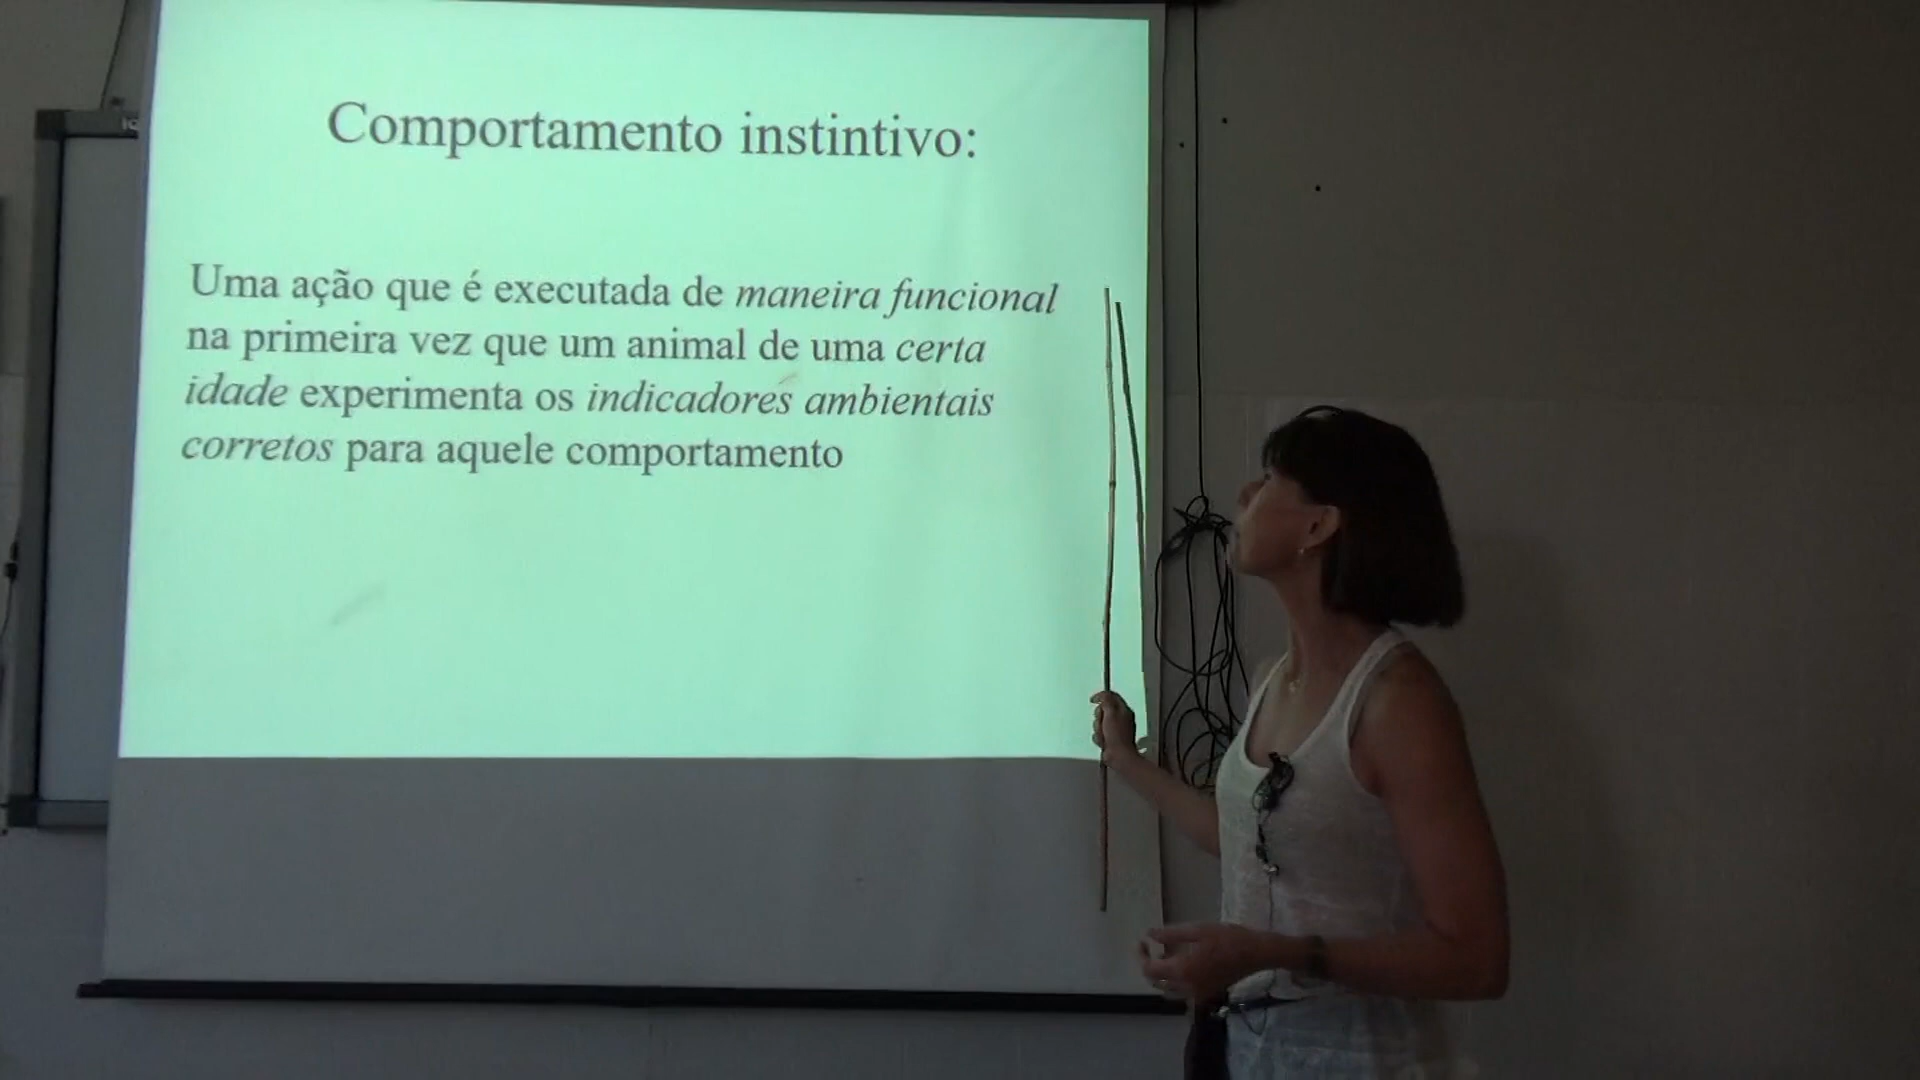 Comportamento instintivo:
Uma ação que é executada de maneira funcional
na primeira vez que um animal de uma certa
idade experimenta os indicadores ambientais
corretos para aquele comportamento